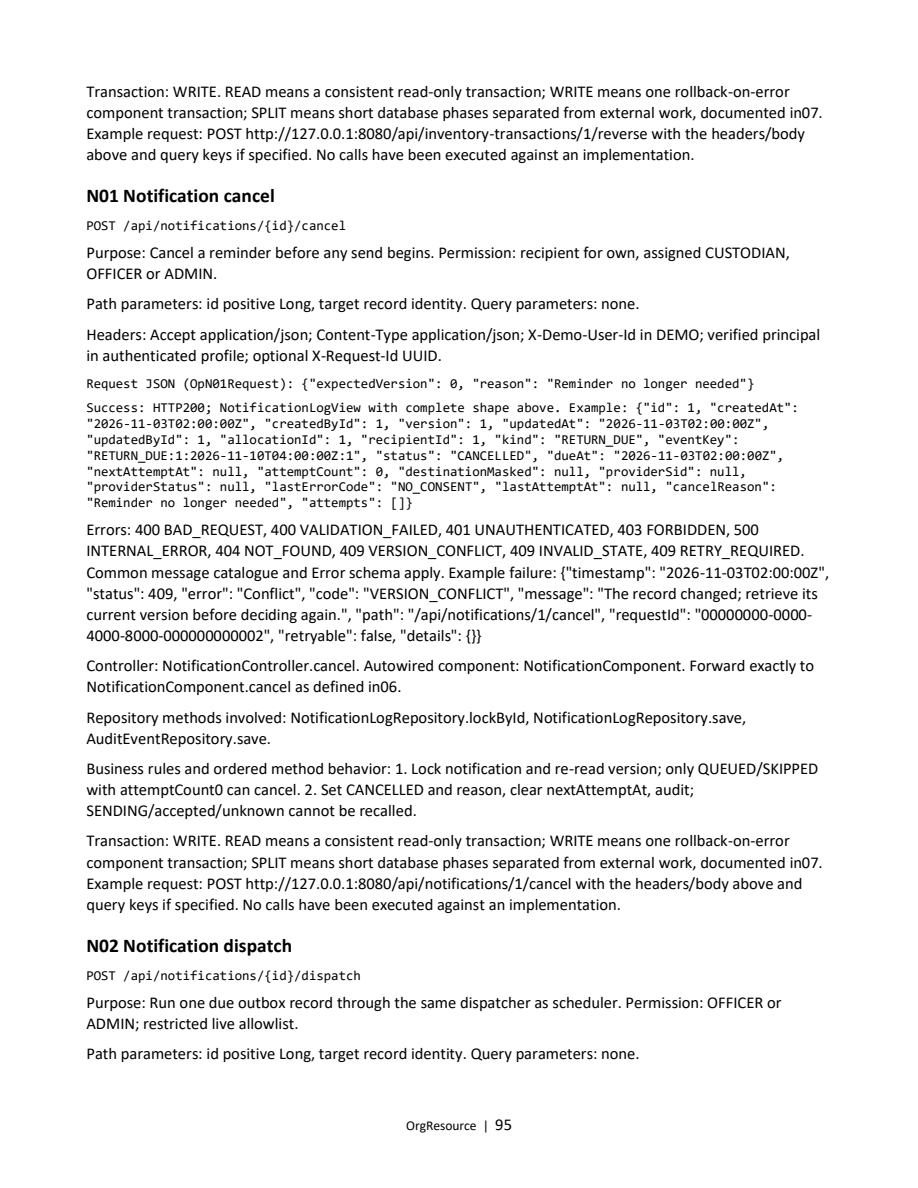 Transaction: WRITE. READ means a consistent read-only transaction; WRITE means one rollback-on-error
component transaction; SPLIT means short database phases separated from external work, documented in07.
Example request: POST http://127.0.0.1:8080/api/inventory-transactions/1/reverse with the headers/body
above and query keys if specified. No calls have been executed against an implementation.
N01 Notification cancel
POST /api/notifications/{id}/cancel
Purpose: Cancel a reminder before any send begins. Permission: recipient for own, assigned CUSTODIAN,
OFFICER or ADMIN.
Path parameters: id positive Long, target record identity. Query parameters: none.
Headers: Accept application/json; Content-Type application/json; X-Demo-User-Id in DEMO; verified principal
in authenticated profile; optional X-Request-Id UUID.
Request JSON (OpN01Request): {"expectedVersion": 0, "reason": "Reminder no longer needed"}
Success: HTTP200; NotificationLogView with complete shape above. Example: {"id": 1, "createdAt":
"2026-11-03T02:00:00Z", "createdById": 1, "version": 1, "updatedAt": "2026-11-03T02:00:00Z",
"updatedById": 1, "allocationId": 1, "recipientId": 1, "kind": "RETURN_DUE", "eventKey":
"RETURN_DUE:1:2026-11-10T04:00:00Z:1", "status": "CANCELLED", "dueAt": "2026-11-03T02:00:00Z",
"nextAttemptAt": null, "attemptCount": 0, "destinationMasked": null, "providerSid": null,
"providerStatus": null, "lastErrorCode": "NO_CONSENT", "lastAttemptAt": null, "cancelReason":
"Reminder no longer needed", "attempts": []}
Errors: 400 BAD_REQUEST, 400 VALIDATION_FAILED, 401 UNAUTHENTICATED, 403 FORBIDDEN, 500
INTERNAL_ERROR, 404 NOT_FOUND, 409 VERSION_CONFLICT, 409 INVALID_STATE, 409 RETRY_REQUIRED.
Common message catalogue and Error schema apply. Example failure: {"timestamp": "2026-11-03T02:00:00Z",
"status": 409, "error": "Conflict", "code": "VERSION_CONFLICT", "message": "The record changed; retrieve its
current version before deciding again.", "path": "/api/notifications/1/cancel", "requestId": "00000000-0000-
4000-8000-000000000002", "retryable": false, "details": {}}
Controller: NotificationController.cancel. Autowired component: NotificationComponent. Forward exactly to
NotificationComponent.cancel as defined in06.
Repository methods involved: NotificationLogRepository.lockById, NotificationLogRepository.save,
AuditEventRepository.save.
Business rules and ordered method behavior: 1. Lock notification and re-read version; only QUEUED/SKIPPED
with attemptCount0 can cancel. 2. Set CANCELLED and reason, clear nextAttemptAt, audit;
SENDING/accepted/unknown cannot be recalled.
Transaction: WRITE. READ means a consistent read-only transaction; WRITE means one rollback-on-error
component transaction; SPLIT means short database phases separated from external work, documented in07.
Example request: POST http://127.0.0.1:8080/api/notifications/1/cancel with the headers/body above and
query keys if specified. No calls have been executed against an implementation.
N02 Notification dispatch
POST /api/notifications/{id}/dispatch
Purpose: Run one due outbox record through the same dispatcher as scheduler. Permission: OFFICER or
ADMIN; restricted live allowlist.
Path parameters: id positive Long, target record identity. Query parameters: none.
OrgResource | 95